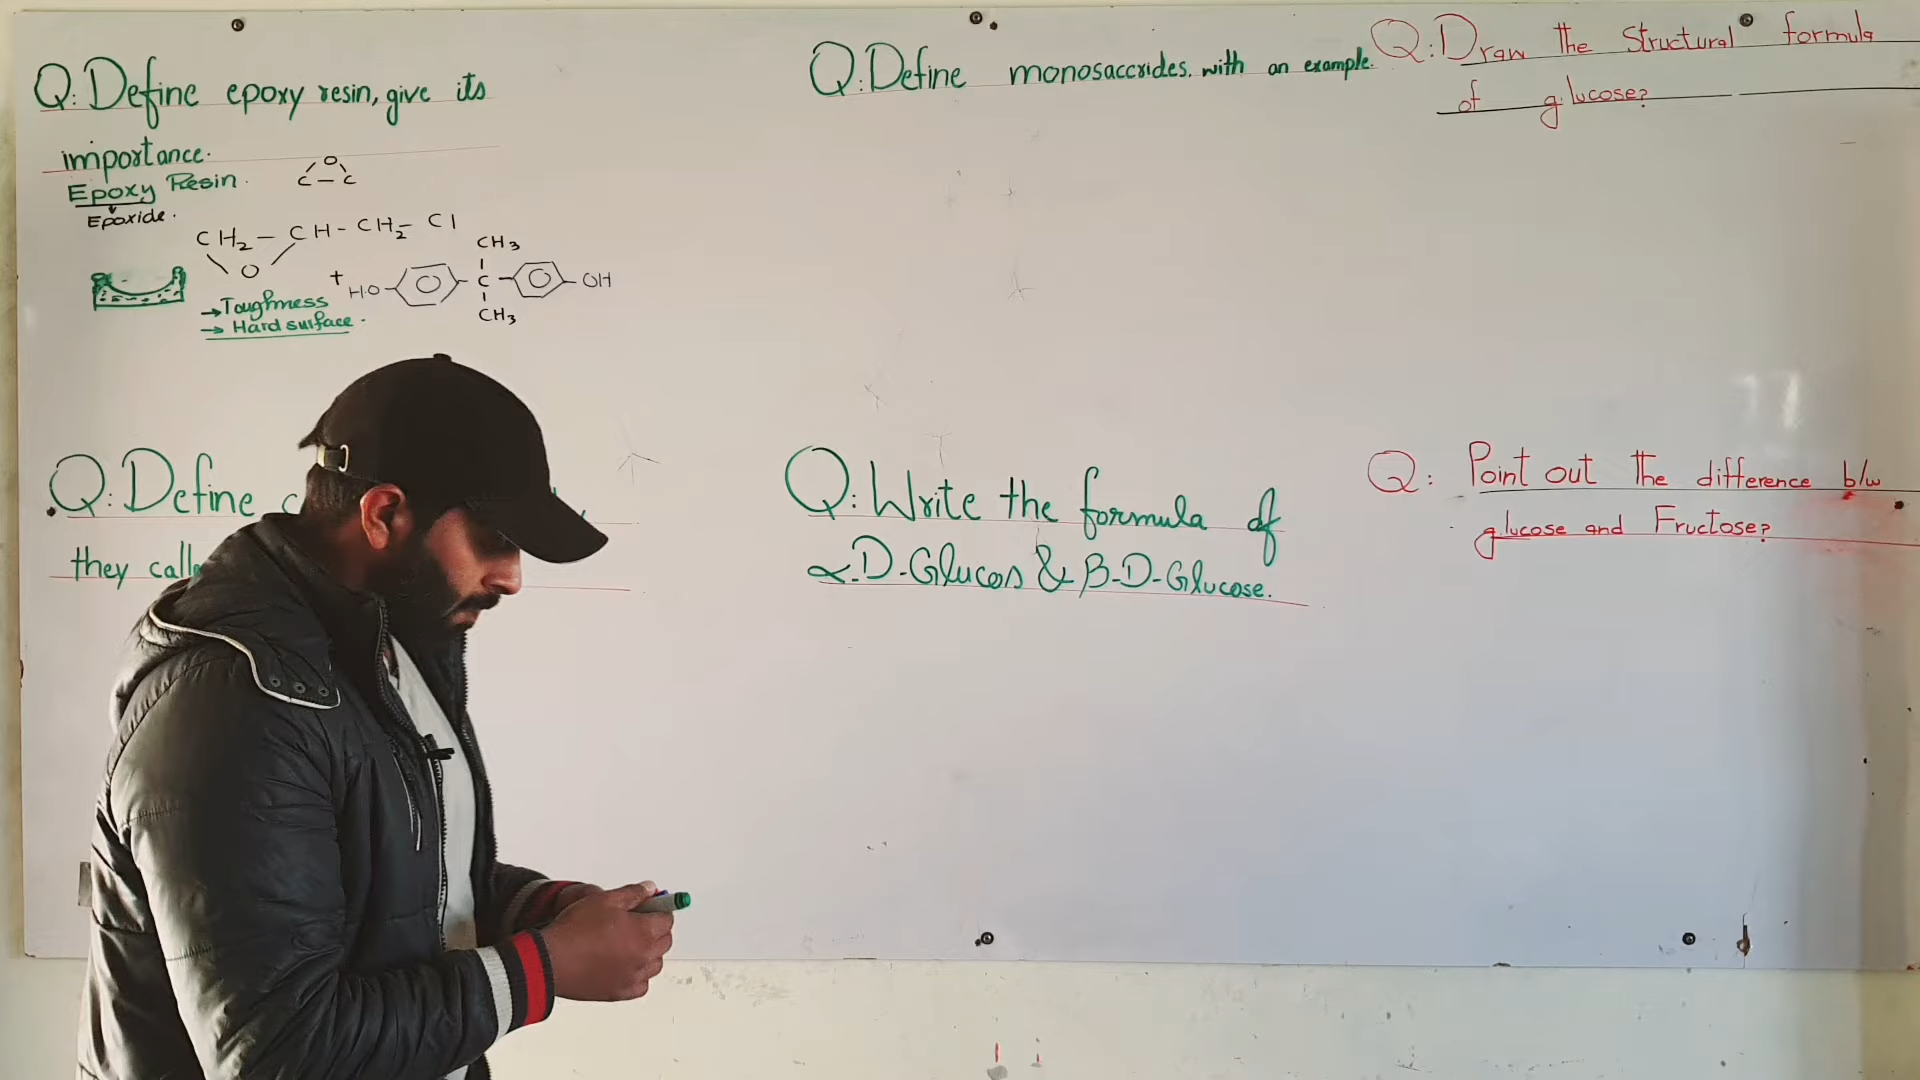 Q: Define epoxy resin, give its
importance.
Epoxy Resin.
Epoxide.
O
C - C
CH2 - CH - CH2 - Cl
O
+
CH3
HO - C - OH
CH3
→ Toughness
→ Hard surface.
Q: Define
they
Q: Define monosaccrides. with an example.
Q: Write the formula of
α-D-Glucos & β-D-Glucose.
Q: Draw the Structural formula
of glucose?
Q: Point out the difference b/w
glucose and Fructose?